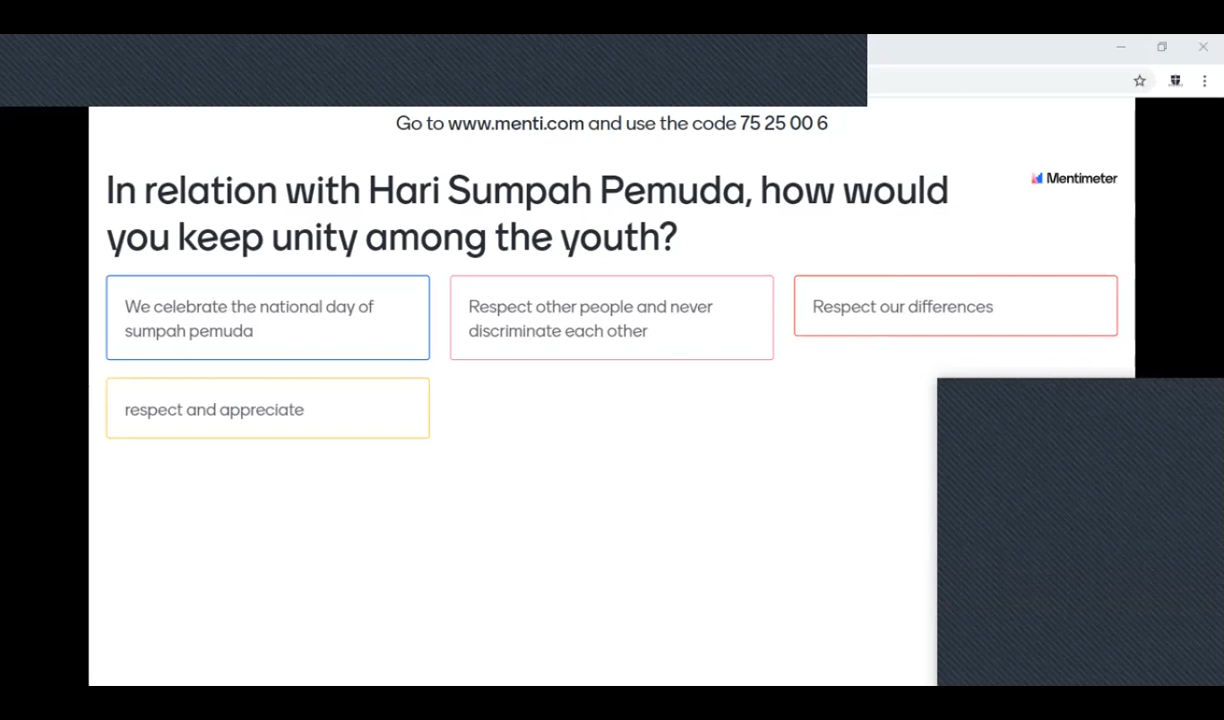 Go to www.menti.com and use the code 75 25 00 6
In relation with Hari Sumpah Pemuda, how would
you keep unity among the youth?
Mentimeter
We celebrate the national day of
sumpah pemuda
Respect other people and never
discriminate each other
Respect our differences
respect and appreciate